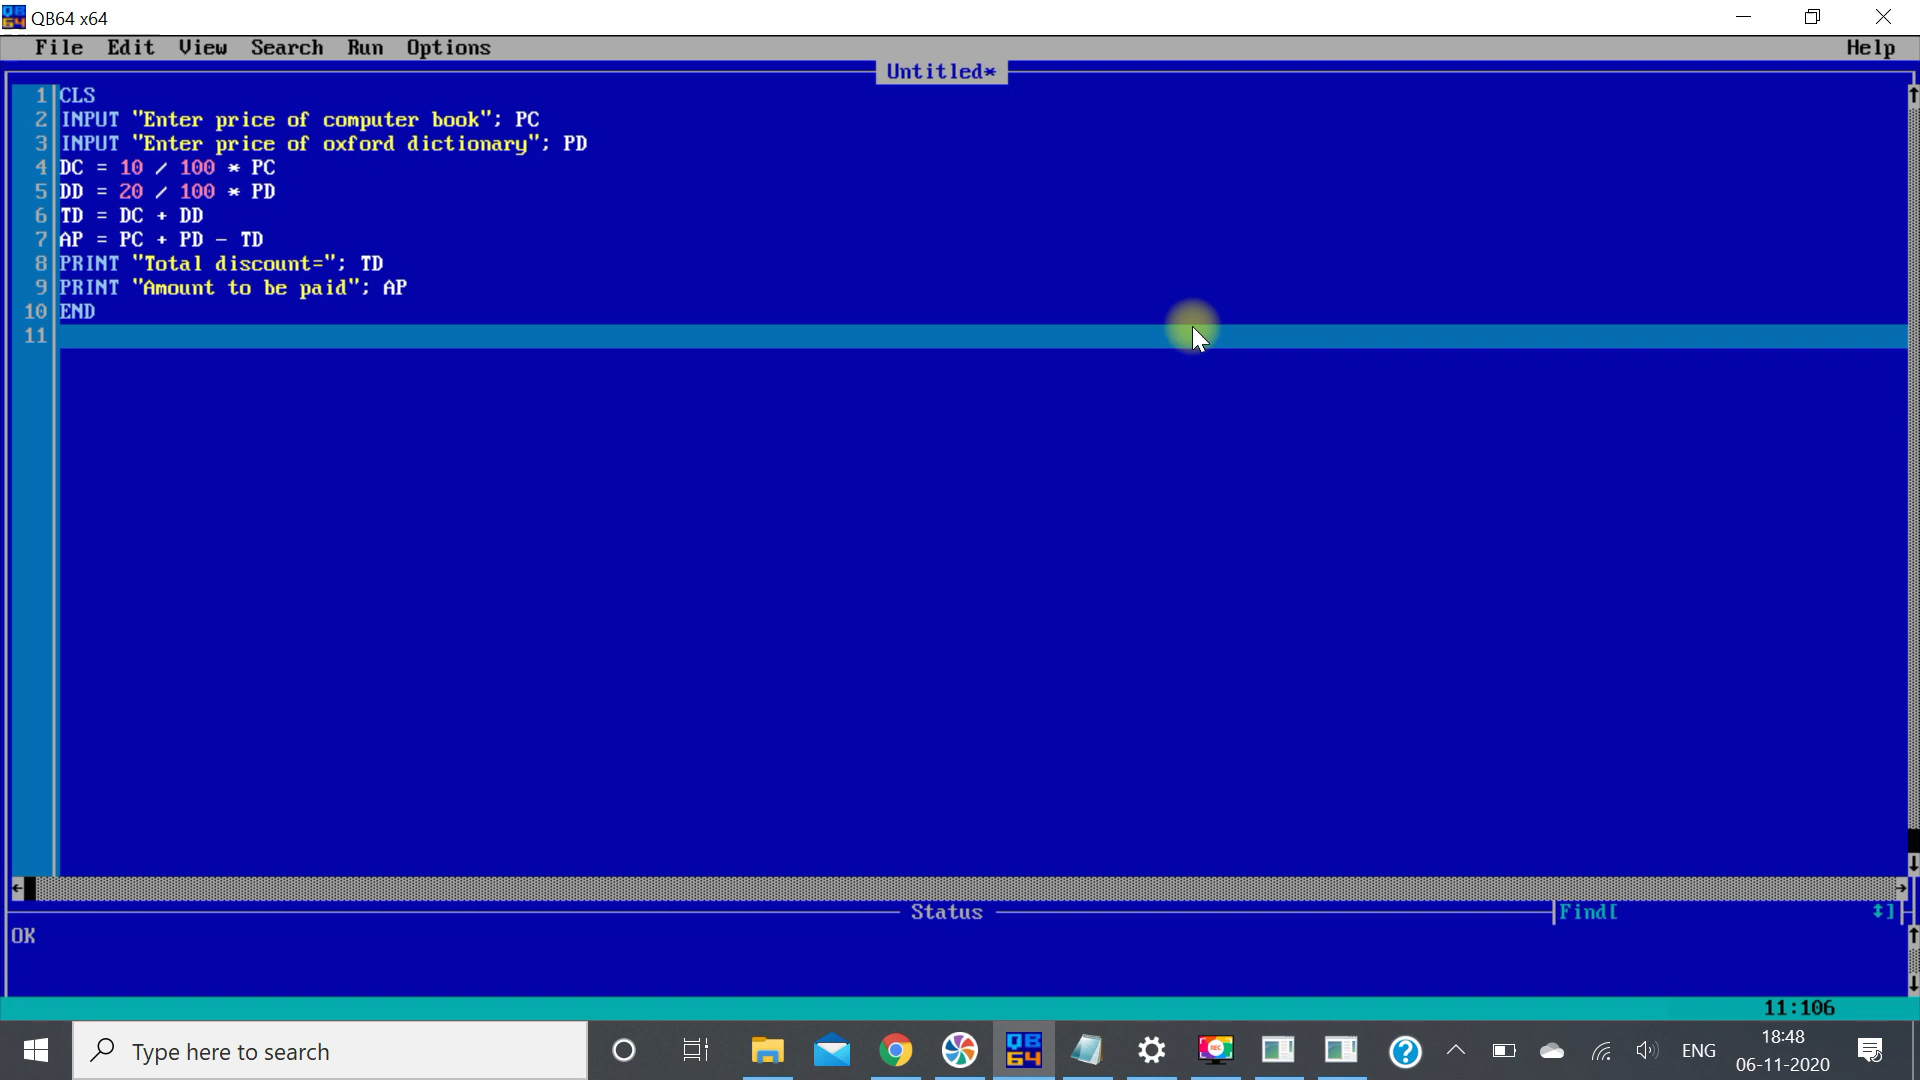 QB64 x64
File Edit View Search Run Options Help
Untitled*
1 CLS
2 INPUT "Enter price of computer book"; PC
3 INPUT "Enter price of oxford dictionary"; PD
4 DC = 10 / 100 * PC
5 DD = 20 / 100 * PD
6 TD = DC + DD
7 AP = PC + PD - TD
8 PRINT "Total discount="; TD
9 PRINT "Amount to be paid"; AP
10 END
11
Status Find[ ]
OK
11:106
Type here to search QB64 REC ENG 18:48
06-11-2020